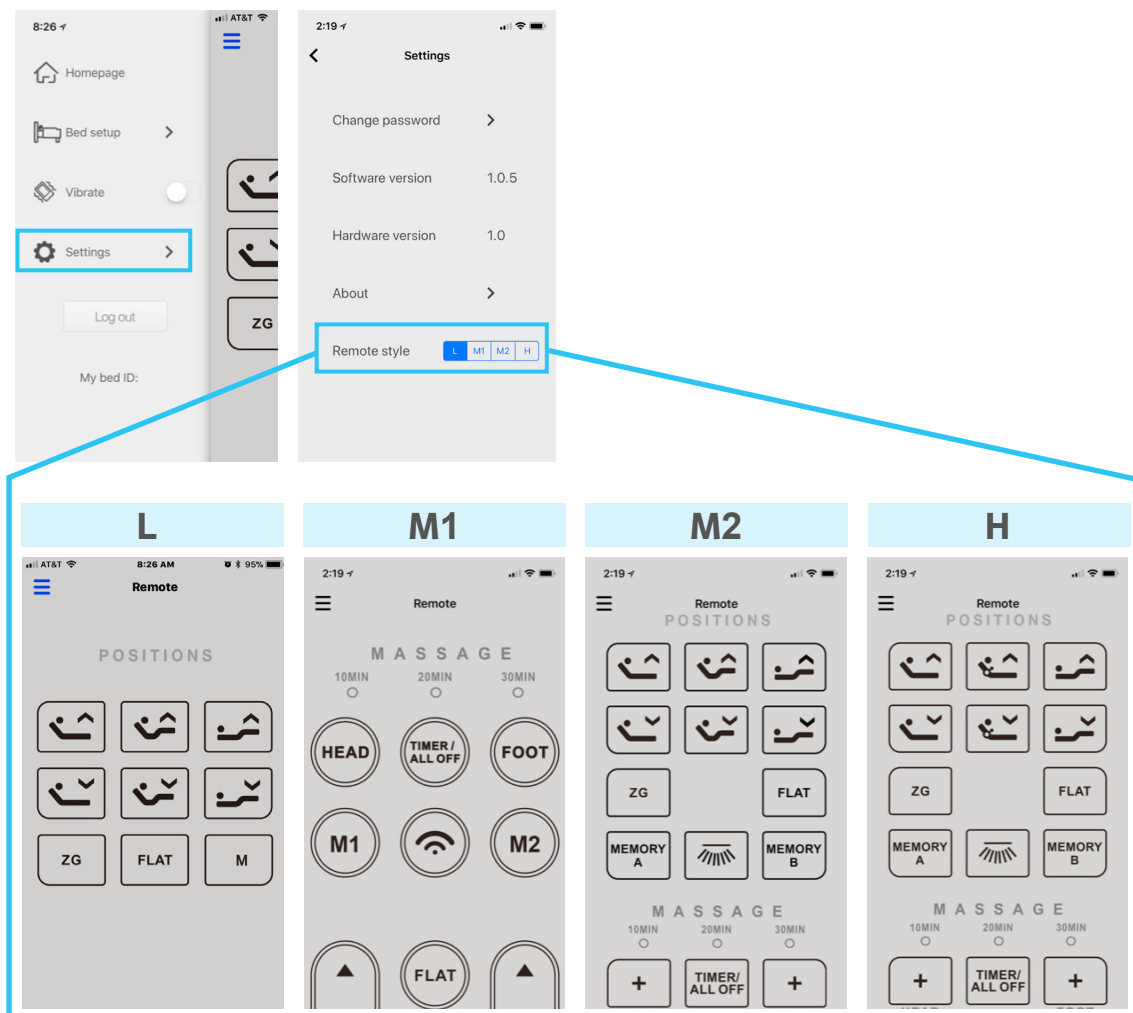 8:26
AT&T
Homepage
Bed setup
Vibrate
Settings
Log out
My bed ID:
ZG
2:19
Settings
Change password
Software version 1.0.5
Hardware version 1.0
About
Remote style L M1 M2 H
L
AT&T 8:26 AM 95%
Remote
POSITIONS
ZG FLAT M
M1
2:19
Remote
MASSAGE
10MIN 20MIN 30MIN
HEAD TIMER / ALL OFF FOOT
M1 M2
FLAT
M2
2:19
Remote
POSITIONS
ZG FLAT
MEMORY A MEMORY B
MASSAGE
10MIN 20MIN 30MIN
+ TIMER/ ALL OFF +
H
2:19
Remote
POSITIONS
ZG FLAT
MEMORY A MEMORY B
MASSAGE
10MIN 20MIN 30MIN
+ TIMER/ ALL OFF +